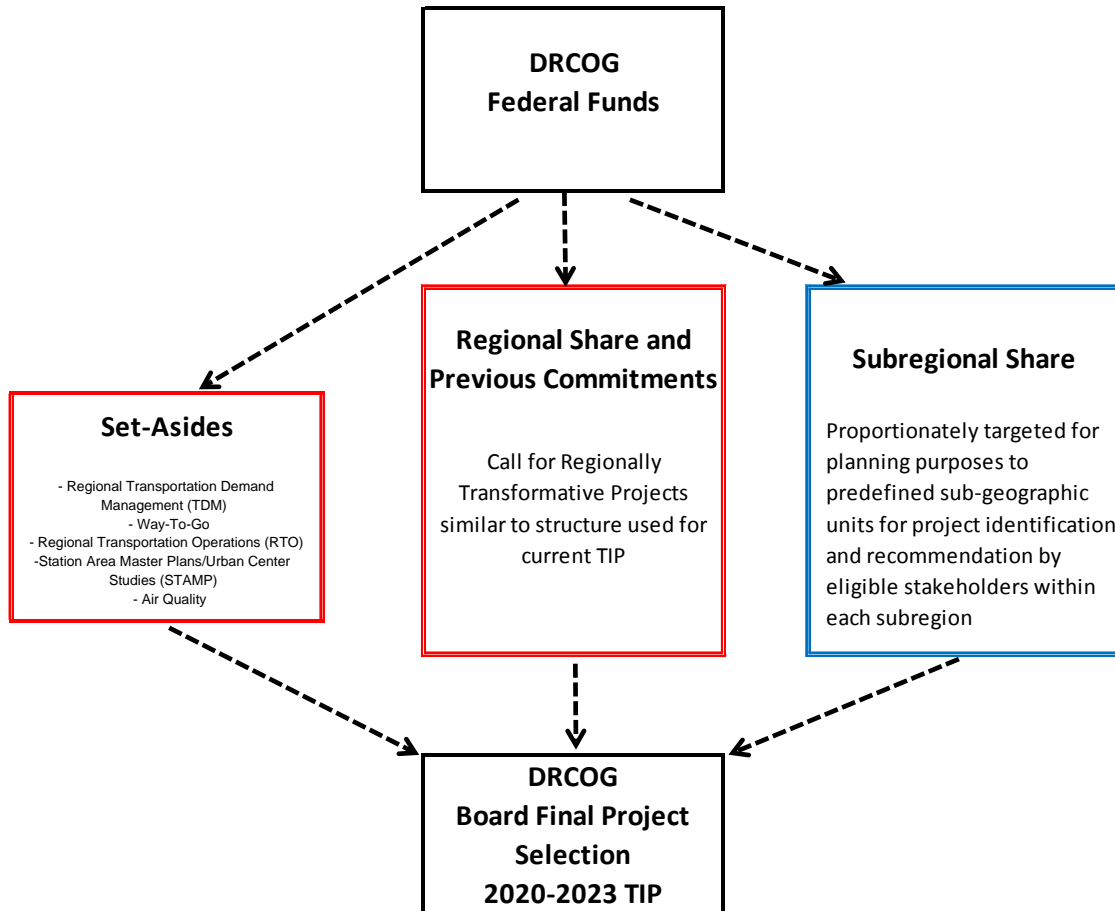 DRCOG
Federal Funds
Set-Asides
- Regional Transportation Demand
Management (TDM)
- Way-To-Go
- Regional Transportation Operations (RTO)
-Station Area Master Plans/Urban Center
Studies (STAMP)
- Air Quality
Regional Share and
Previous Commitments
Call for Regionally
Transformative Projects
similar to structure used for
current TIP
Subregional Share
Proportionately targeted for
planning purposes to
predefined sub-geographic
units for project identification
and recommendation by
eligible stakeholders within
each subregion
DRCOG
Board Final Project
Selection
2020-2023 TIP